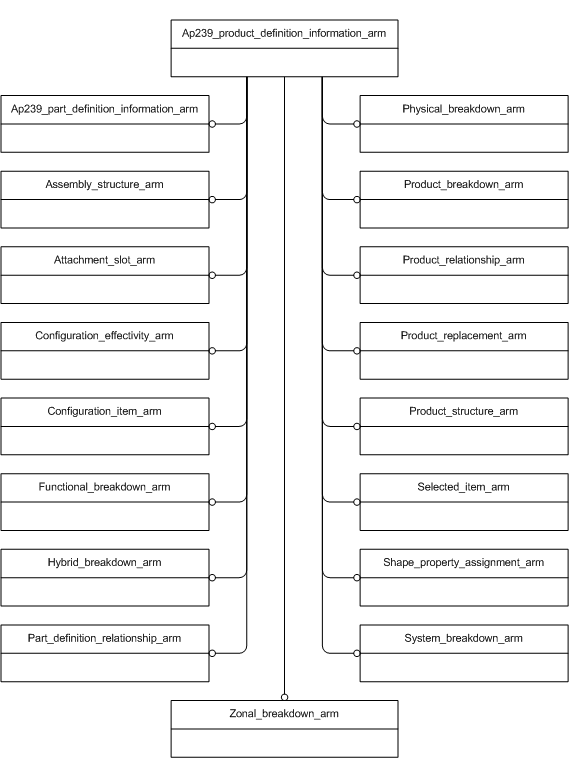 Ap239_product_definition_information_arm
Ap239_part_definition_information_arm
Physical_breakdown_arm
Assembly_structure_arm
Product_breakdown_arm
Attachment_slot_arm
Product_relationship_arm
Configuration_effectivity_arm
Product_replacement_arm
Configuration_item_arm
Product_structure_arm
Functional_breakdown_arm
Selected_item_arm
Hybrid_breakdown_arm
Shape_property_assignment_arm
Part_definition_relationship_arm
System_breakdown_arm
Zonal_breakdown_arm